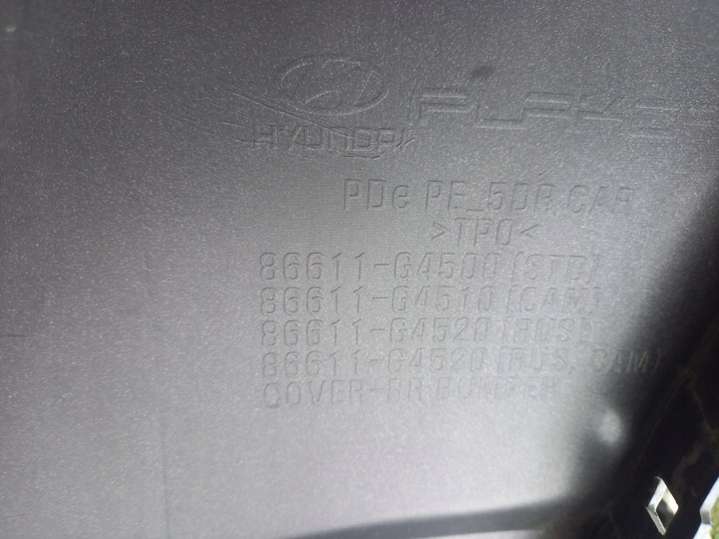 HYUNDAI
PDe PE_5DR CAR
>TPO<
86611-G4500 (STD)
86611-G4510 (CAM)
86611-G4520
86611-G4520 (RUS, CAM)
COVER-RR BUMPER